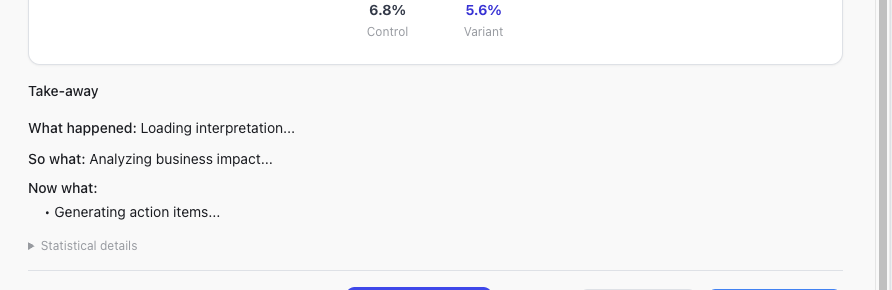 6.8% 5.6%
Control Variant
Take-away
What happened: Loading interpretation...
So what: Analyzing business impact...
Now what:
• Generating action items...
▶ Statistical details